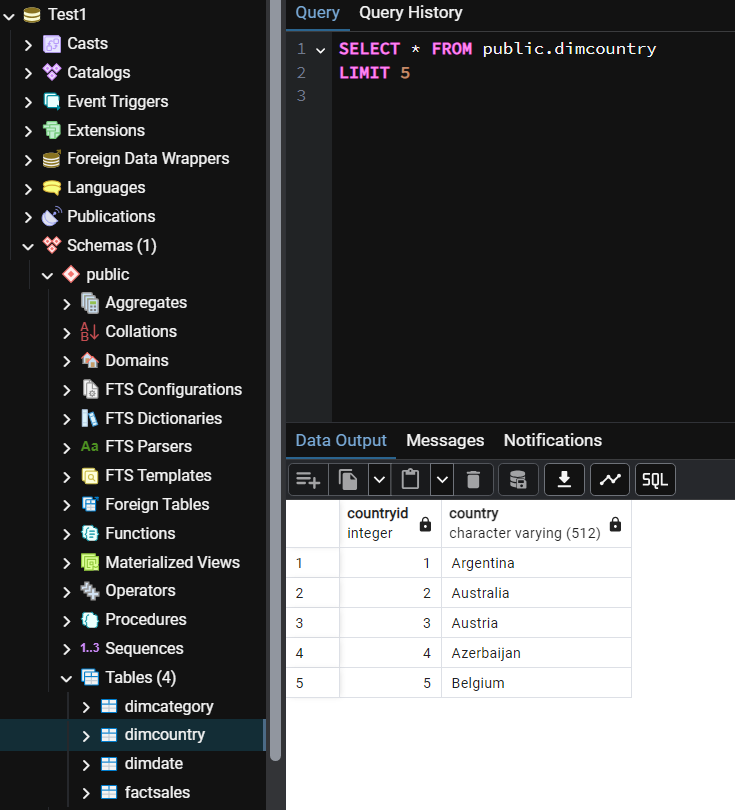 Test1
Casts
Catalogs
Event Triggers
Extensions
Foreign Data Wrappers
Languages
Publications
Schemas (1)
public
Aggregates
Collations
Domains
FTS Configurations
FTS Dictionaries
Aa FTS Parsers
FTS Templates
Foreign Tables
Functions
Materialized Views
Operators
Procedures
1..3 Sequences
Tables (4)
dimcategory
dimcountry
dimdate
factsales
Query Query History
1 SELECT * FROM public.dimcountry
2 LIMIT 5
3
Data Output Messages Notifications
SQL
countryid country
integer character varying (512)
1 1 Argentina
2 2 Australia
3 3 Austria
4 4 Azerbaijan
5 5 Belgium